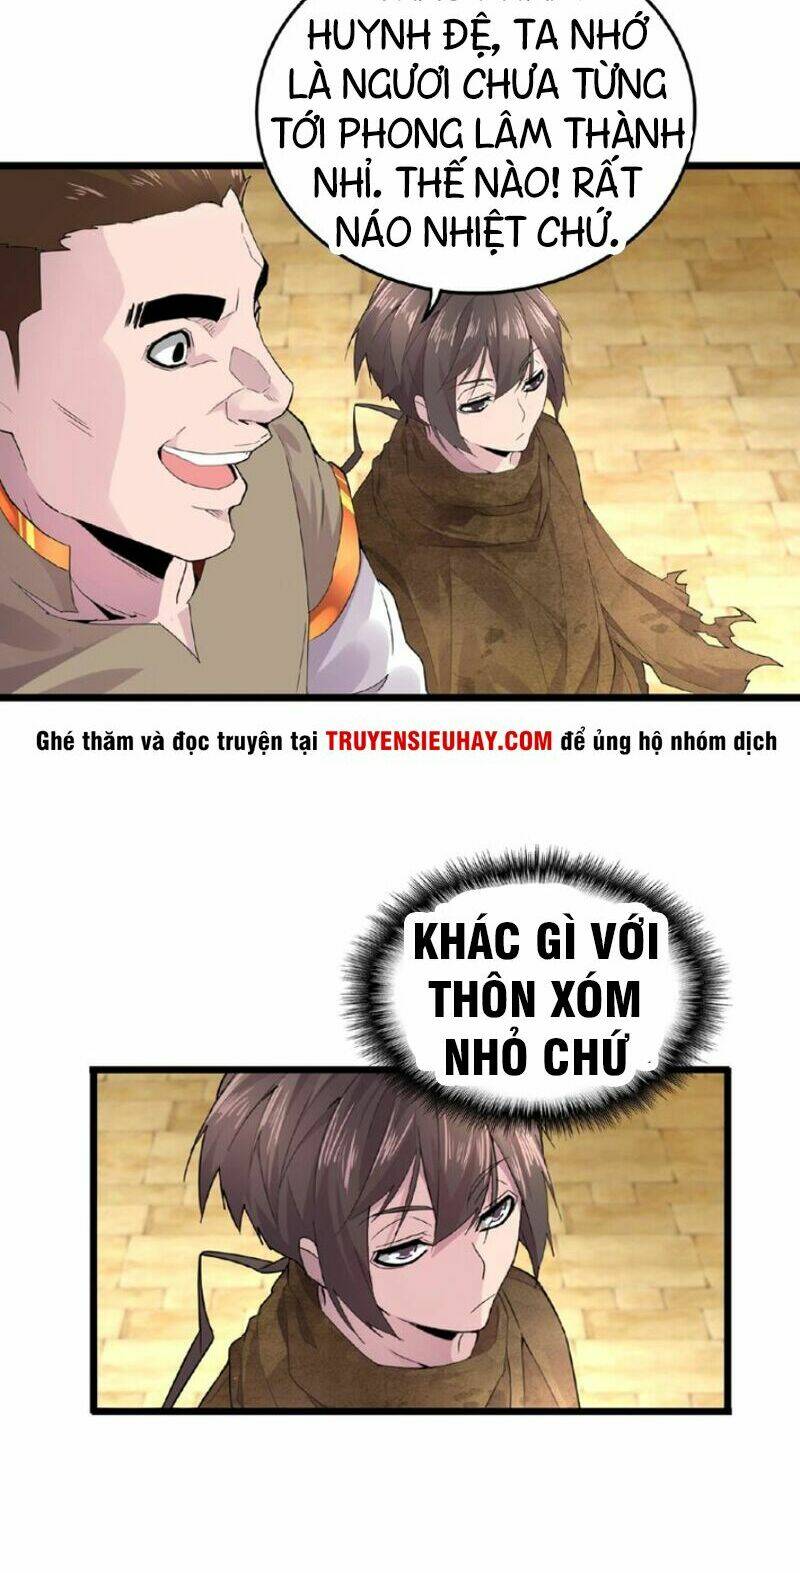 HUYNH ĐỆ, TA NHỚ
LÀ NGƯƠI CHƯA TỪNG
TỚI PHONG LÂM THÀNH
NHỈ. THẾ NÀO! RẤT
NÁO NHIỆT CHỨ.
Ghé thăm và đọc truyện tại TRUYENSIEUHAY.COM để ủng hộ nhóm dịch
KHÁC GÌ VỚI
THÔN XÓM
NHỎ CHỨ